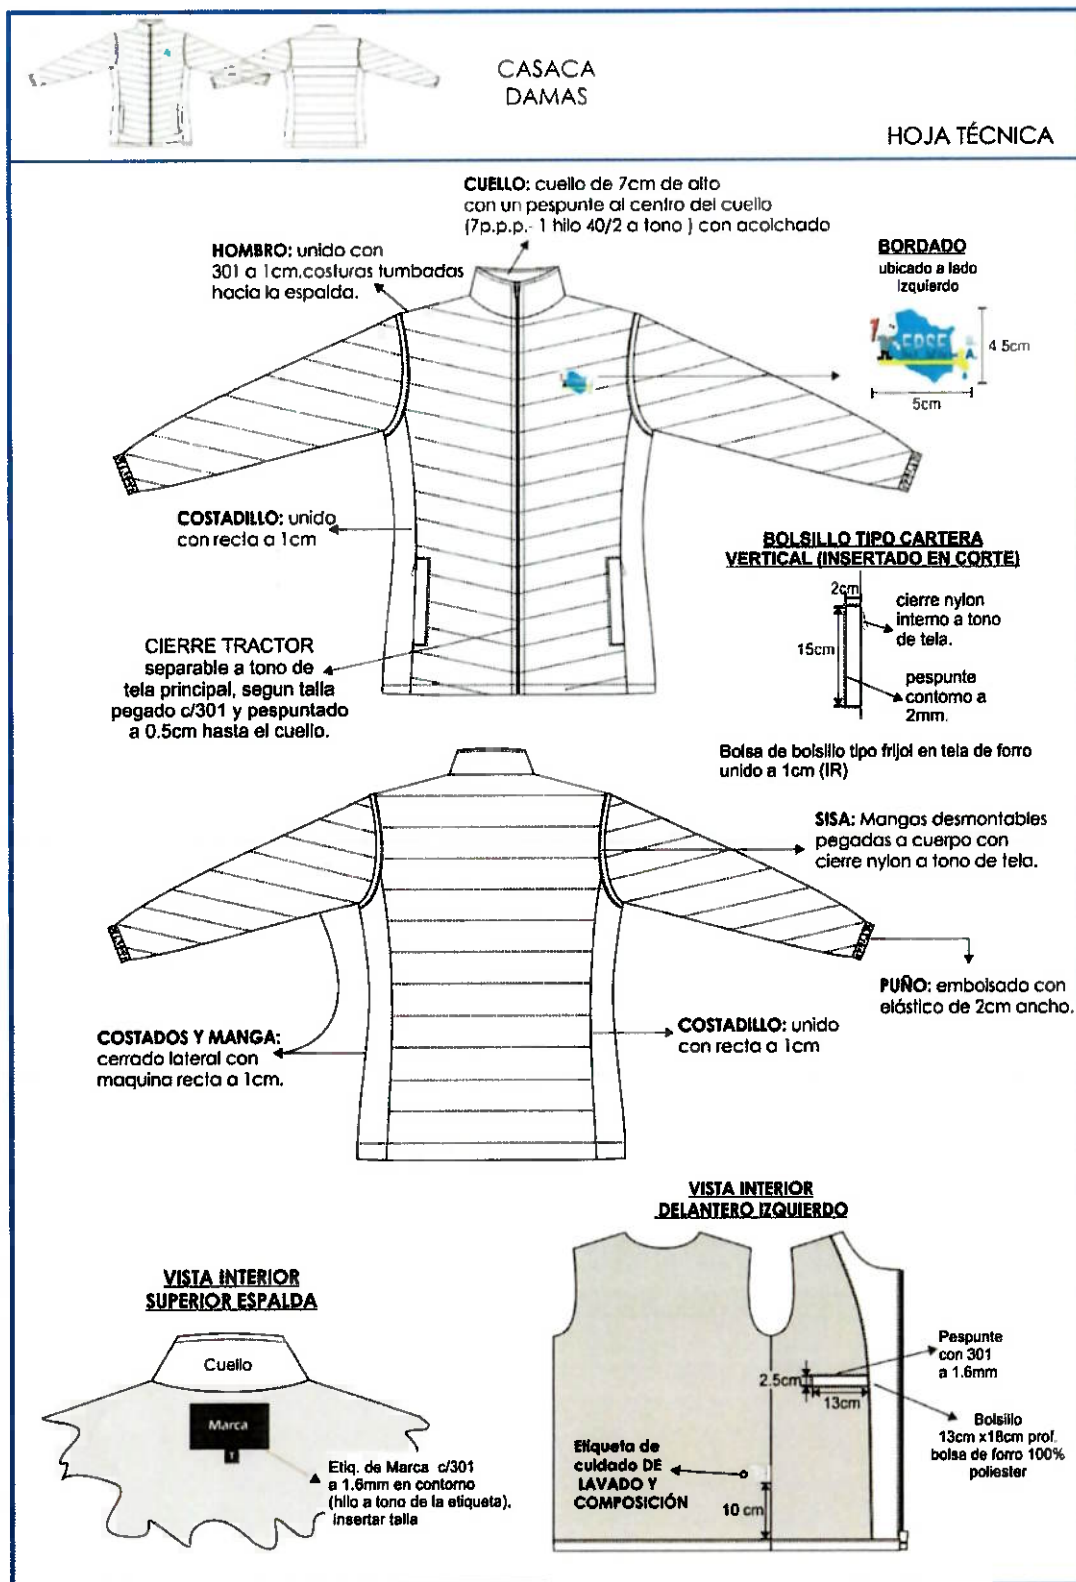 CASACA
DAMAS
HOJA TÉCNICA
CUELLO: cuello de 7cm de alto
con un pespunte al centro del cuello
(7p.p.p.- 1 hilo 40/2 a tono ) con acolchado
HOMBRO: unido con
301 a 1cm.costuras tumbadas
hacia la espalda.
BORDADO
ubicado a lado
Izquierdo
EPSEL
4 5cm
5cm
COSTADILLO: unido
con recta a 1cm
BOLSILLO TIPO CARTERA
VERTICAL (INSERTADO EN CORTE)
2cm
cierre nylon
interno a tono
de tela.
15cm
pespunte
contorno a
2mm.
CIERRE TRACTOR
separable a tono de
tela principal, segun talla
pegado c/301 y pespuntado
a 0.5cm hasta el cuello.
Bolsa de bolsillo tipo frijol en tela de forro
unido a 1cm (IR)
SISA: Mangas desmontables
pegadas a cuerpo con
cierre nylon a tono de tela.
PUÑO: embolsado con
elástico de 2cm ancho.
COSTADOS Y MANGA:
cerrado lateral con
maquina recta a 1cm.
COSTADILLO: unido
con recta a 1cm
VISTA INTERIOR
DELANTERO IZQUIERDO
VISTA INTERIOR
SUPERIOR ESPALDA
Cuello
Marca
T
Etiq. de Marca c/301
a 1.6mm en contorno
(hilo a tono de la etiqueta).
Insertar talla
Pespunte
con 301
a 1.6mm
2.5cm
13cm
Bolsillo
13cm x18cm prof.
bolsa de forro 100%
poliester
Etiqueta de
cuidado DE
LAVADO Y
COMPOSICIÓN
10 cm